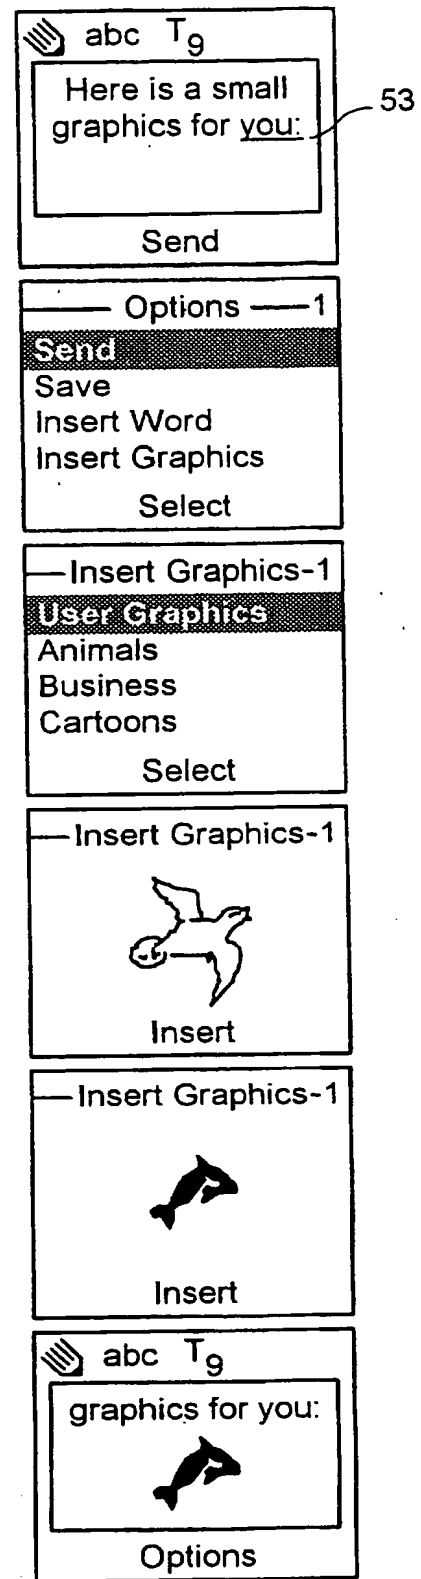 abc T9
Here is a small
graphics for you: 53
Send
Options 1
Send
Save
Insert Word
Insert Graphics
Select
Insert Graphics-1
User Graphics
Animals
Business
Cartoons
Select
Insert Graphics-1
Insert
Insert Graphics-1
Insert
abc T9
graphics for you:
Options